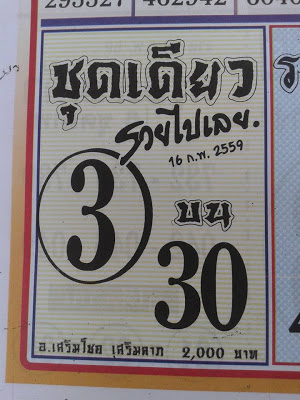 295527 462942
ชุดเดียว
รวยไปเลย.
16 ก.พ. 2559
3 บน
30
อ.เสริมโชค เสริมลาภ 2,000 บาท